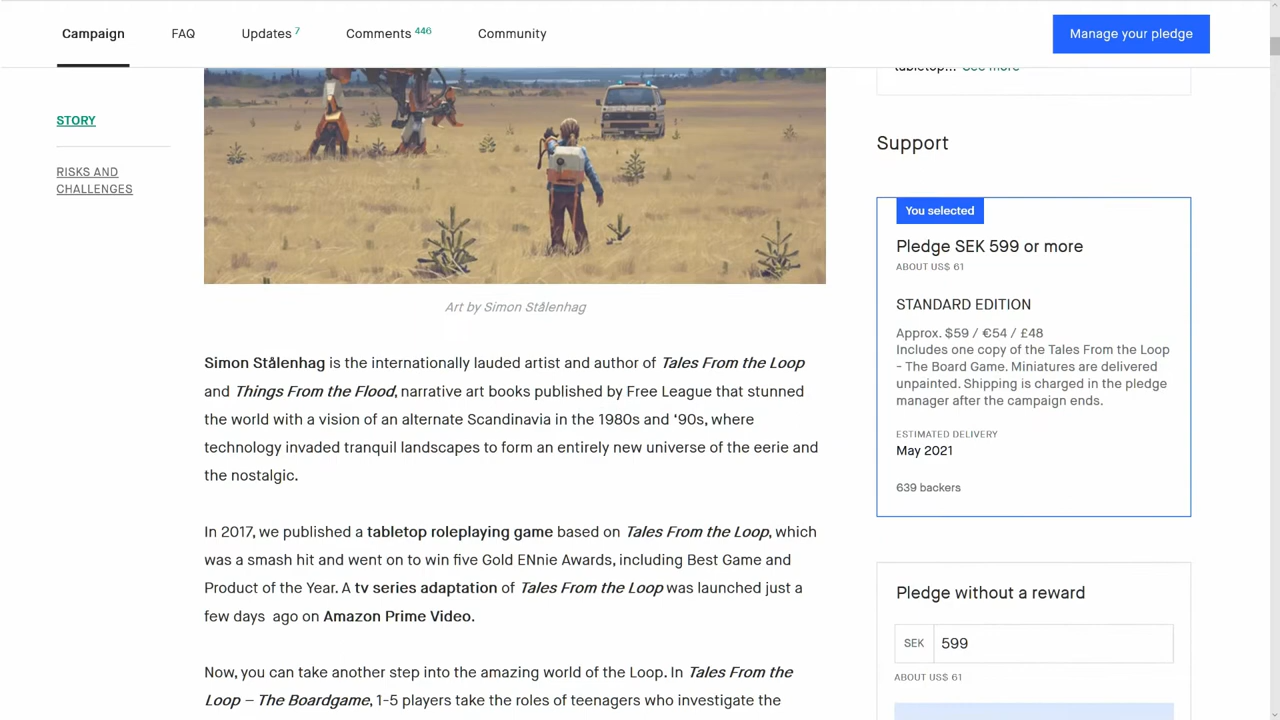 Campaign
FAQ
Updates 7
Comments 446
Community
Manage your pledge
STORY
RISKS AND
CHALLENGES
Art by Simon Stålenhag
Simon Stålenhag is the internationally lauded artist and author of Tales From the Loop
and Things From the Flood, narrative art books published by Free League that stunned
the world with a vision of an alternate Scandinavia in the 1980s and ‘90s, where
technology invaded tranquil landscapes to form an entirely new universe of the eerie and
the nostalgic.
In 2017, we published a tabletop roleplaying game based on Tales From the Loop, which
was a smash hit and went on to win five Gold ENnie Awards, including Best Game and
Product of the Year. A tv series adaptation of Tales From the Loop was launched just a
few days  ago on Amazon Prime Video.
Now, you can take another step into the amazing world of the Loop. In Tales From the
Loop – The Boardgame, 1-5 players take the roles of teenagers who investigate the
tabletop... See more
Support
You selected
Pledge SEK 599 or more
ABOUT US$ 61
STANDARD EDITION
Approx. $59 / €54 / £48
Includes one copy of the Tales From the Loop
- The Board Game. Miniatures are delivered
unpainted. Shipping is charged in the pledge
manager after the campaign ends.
ESTIMATED DELIVERY
May 2021
639 backers
Pledge without a reward
SEK 599
ABOUT US$ 61